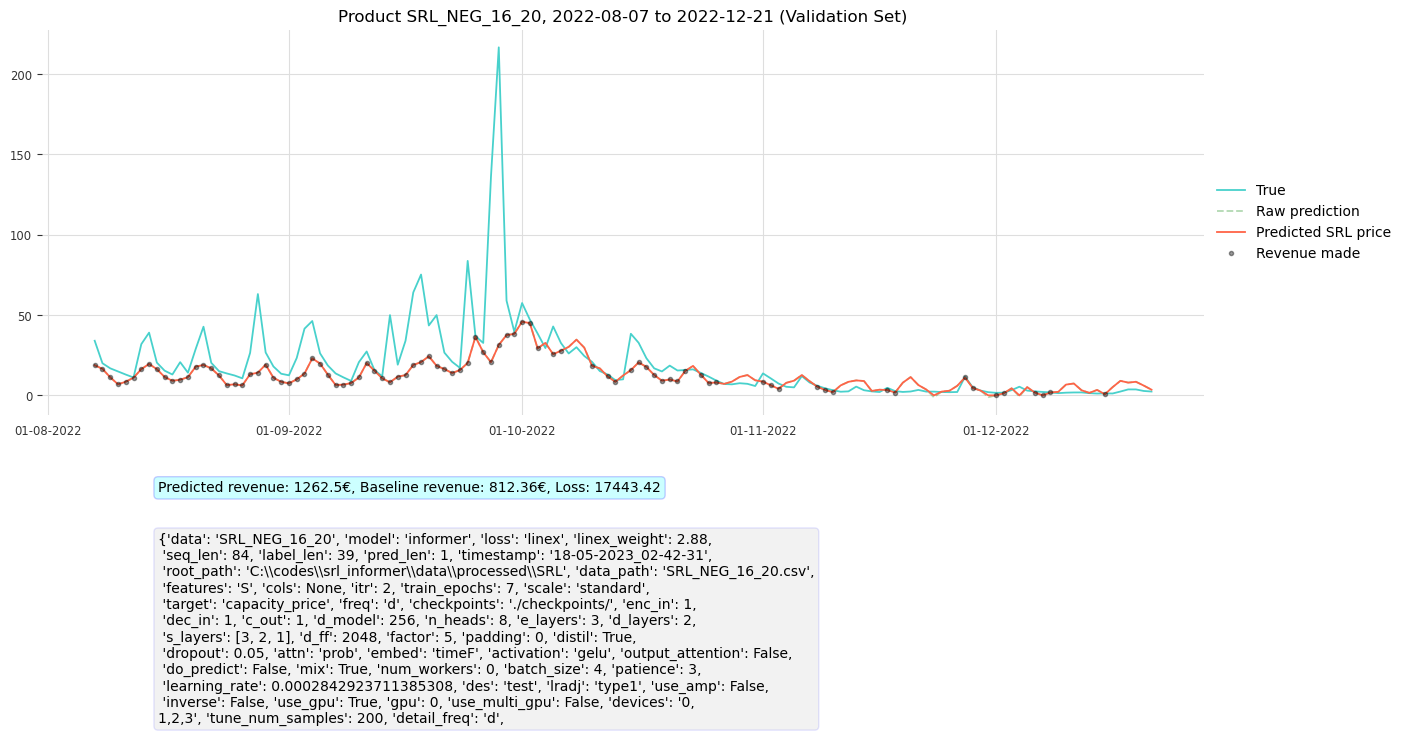 Product SRL_NEG_16_20, 2022-08-07 to 2022-12-21 (Validation Set)
200
150
100
50
0
01-08-2022
01-09-2022
01-10-2022
01-11-2022
01-12-2022
True
Raw prediction
Predicted SRL price
Revenue made
Predicted revenue: 1262.5€, Baseline revenue: 812.36€, Loss: 17443.42
{'data': 'SRL_NEG_16_20', 'model': 'informer', 'loss': 'linex', 'linex_weight': 2.88,
'seq_len': 84, 'label_len': 39, 'pred_len': 1, 'timestamp': '18-05-2023_02-42-31',
'root_path': 'C:\\codes\\srl_informer\\data\\processed\\SRL', 'data_path': 'SRL_NEG_16_20.csv',
'features': 'S', 'cols': None, 'itr': 2, 'train_epochs': 7, 'scale': 'standard',
'target': 'capacity_price', 'freq': 'd', 'checkpoints': './checkpoints/', 'enc_in': 1,
'dec_in': 1, 'c_out': 1, 'd_model': 256, 'n_heads': 8, 'e_layers': 3, 'd_layers': 2,
's_layers': [3, 2, 1], 'd_ff': 2048, 'factor': 5, 'padding': 0, 'distil': True,
'dropout': 0.05, 'attn': 'prob', 'embed': 'timeF', 'activation': 'gelu', 'output_attention': False,
'do_predict': False, 'mix': True, 'num_workers': 0, 'batch_size': 4, 'patience': 3,
'learning_rate': 0.0002842923711385308, 'des': 'test', 'lradj': 'type1', 'use_amp': False,
'inverse': False, 'use_gpu': True, 'gpu': 0, 'use_multi_gpu': False, 'devices': '0,
1,2,3', 'tune_num_samples': 200, 'detail_freq': 'd',